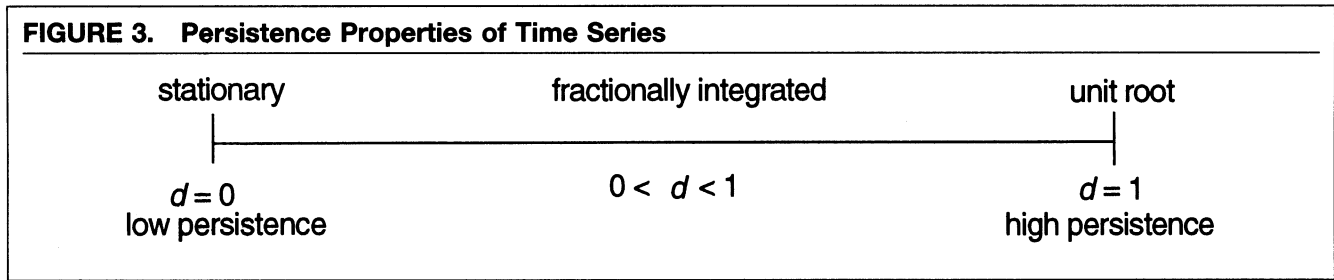 FIGURE 3. Persistence Properties of Time Series
stationary fractionally integrated unit root
d = 0 0 < d < 1 d = 1
low persistence high persistence